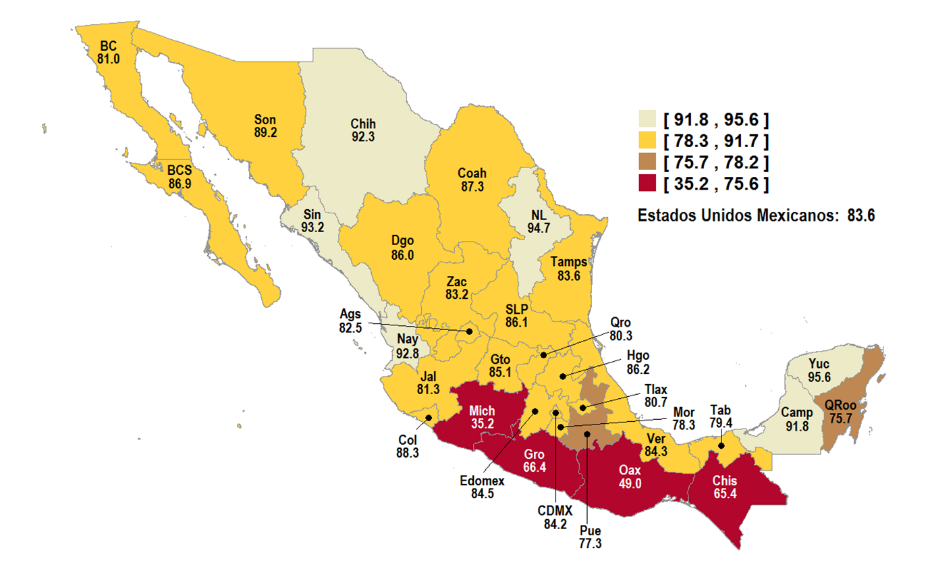 BC
81.0
Son
89.2
Chih
92.3
[ 91.8 , 95.6 ]
[ 78.3 , 91.7 ]
[ 75.7 , 78.2 ]
[ 35.2 , 75.6 ]
Estados Unidos Mexicanos: 83.6
BCS
86.9
Coah
87.3
Sin
93.2
NL
94.7
Dgo
86.0
Tamps
83.6
Zac
83.2
SLP
86.1
Ags
82.5
Qro
80.3
Nay
92.8
Hgo
86.2
Gto
85.1
Yuc
95.6
Jal
81.3
Tlax
80.7
QRoo
75.7
Mich
35.2
Mor
78.3
Tab
79.4
Camp
91.8
Col
88.3
Ver
84.3
Gro
66.4
Oax
49.0
Chis
65.4
Edomex
84.5
CDMX
84.2
Pue
77.3